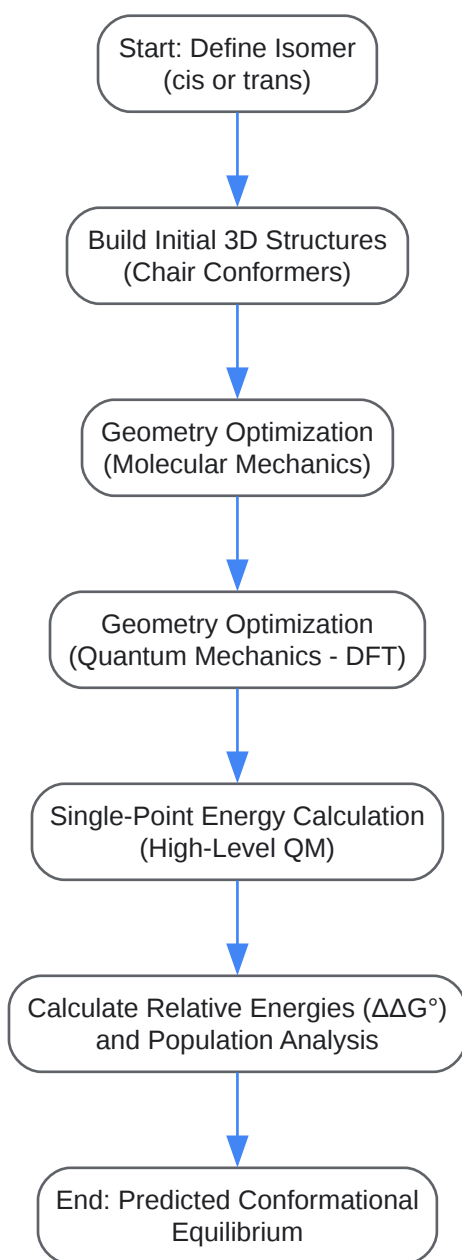 Start: Define Isomer
(cis or trans)
Build Initial 3D Structures
(Chair Conformers)
Geometry Optimization
(Molecular Mechanics)
Geometry Optimization
(Quantum Mechanics - DFT)
Single-Point Energy Calculation
(High-Level QM)
Calculate Relative Energies (ΔΔG°)
and Population Analysis
End: Predicted Conformational
Equilibrium